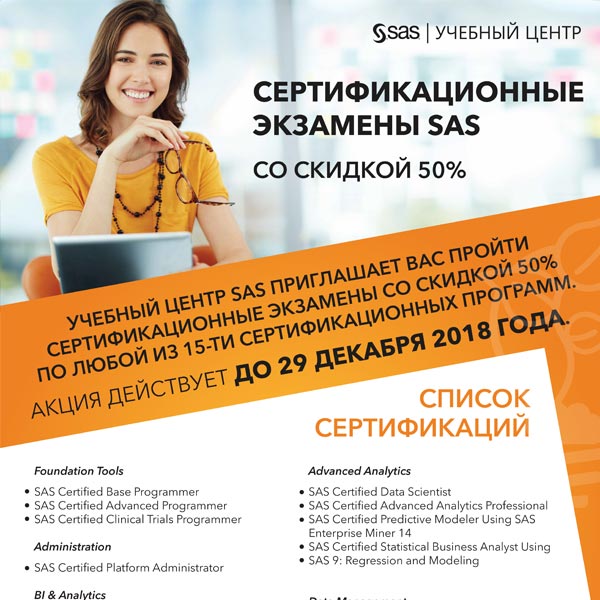 sas | УЧЕБНЫЙ ЦЕНТР
СЕРТИФИКАЦИОННЫЕ
ЭКЗАМЕНЫ SAS
СО СКИДКОЙ 50%
УЧЕБНЫЙ ЦЕНТР SAS ПРИГЛАШАЕТ ВАС ПРОЙТИ
СЕРТИФИКАЦИОННЫЕ ЭКЗАМЕНЫ СО СКИДКОЙ 50%
ПО ЛЮБОЙ ИЗ 15-ТИ СЕРТИФИКАЦИОННЫХ ПРОГРАММ.
АКЦИЯ ДЕЙСТВУЕТ ДО 29 ДЕКАБРЯ 2018 ГОДА.
СПИСОК
СЕРТИФИКАЦИЙ
Foundation Tools
• SAS Certified Base Programmer
• SAS Certified Advanced Programmer
• SAS Certified Clinical Trials Programmer
Administration
• SAS Certified Platform Administrator
BI & Analytics
Advanced Analytics
• SAS Certified Data Scientist
• SAS Certified Advanced Analytics Professional
• SAS Certified Predictive Modeler Using SAS
Enterprise Miner 14
• SAS Certified Statistical Business Analyst Using
• SAS 9: Regression and Modeling